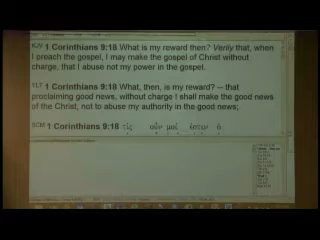 KJV 1 Corinthians 9:18 What is my reward then? Verily that, when
I preach the gospel, I may make the gospel of Christ without
charge, that I abuse not my power in the gospel.
YLT 1 Corinthians 9:18 What, then, is my reward? -- that
proclaiming good news, without charge I shall make the good news
of the Christ, not to abuse my authority in the good news;
1 Corinthians 9:18 τίς οὖν μοί ἐστιν ὁ